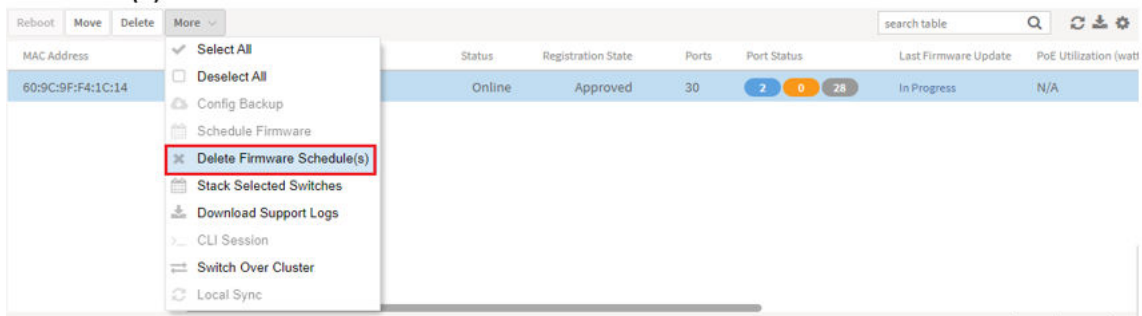 Reboot Move Delete More search table
MAC Address Status Registration State Ports Port Status Last Firmware Update PoE Utilization (watt
60:9C:9F:F4:1C:14 Online Approved 30 2 0 28 In Progress N/A
Select All
Deselect All
Config Backup
Schedule Firmware
Delete Firmware Schedule(s)
Stack Selected Switches
Download Support Logs
CLI Session
Switch Over Cluster
Local Sync